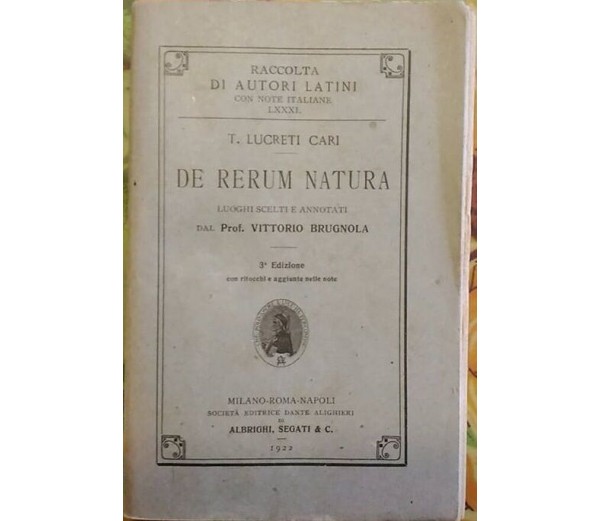 RACCOLTA
DI AUTORI LATINI
CON NOTE ITALIANE
LXXXI.
T. LUCRETI CARI
DE RERUM NATURA
LUOGHI SCELTI E ANNOTATI
DAL Prof. VITTORIO BRUGNOLA
3ª Edizione
con ritocchi e aggiunte nelle note
MILANO-ROMA-NAPOLI
SOCIETÀ EDITRICE DANTE ALIGHIERI
DI
ALBRIGHI, SEGATI & C.
1922